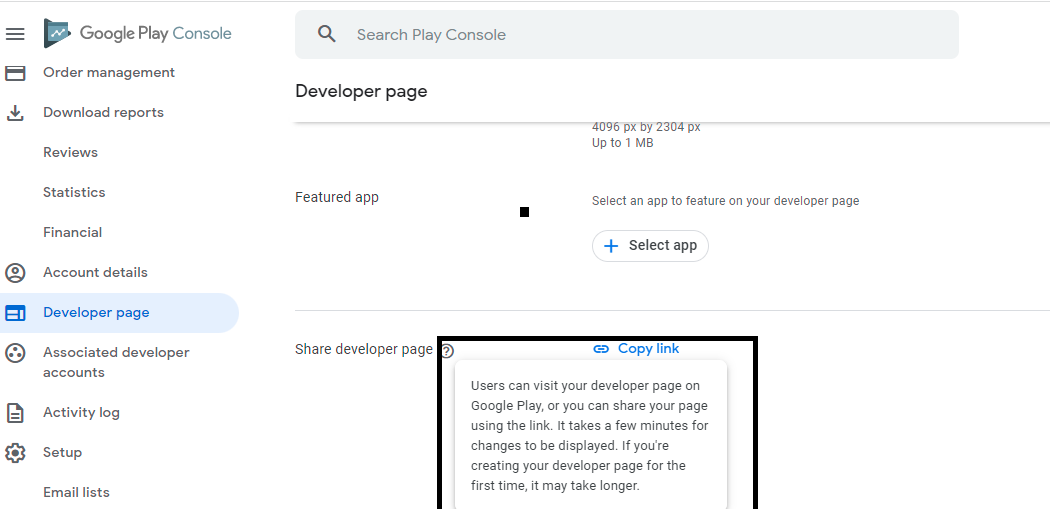 Google Play Console
Search Play Console
Order management
Download reports
Reviews
Statistics
Financial
Account details
Developer page
Associated developer
accounts
Activity log
Setup
Email lists
Developer page
4096 px by 2304 px
Up to 1 MB
Featured app
Select an app to feature on your developer page
+ Select app
Share developer page ?
Copy link
Users can visit your developer page on
Google Play, or you can share your page
using the link. It takes a few minutes for
changes to be displayed. If you're
creating your developer page for the
first time, it may take longer.